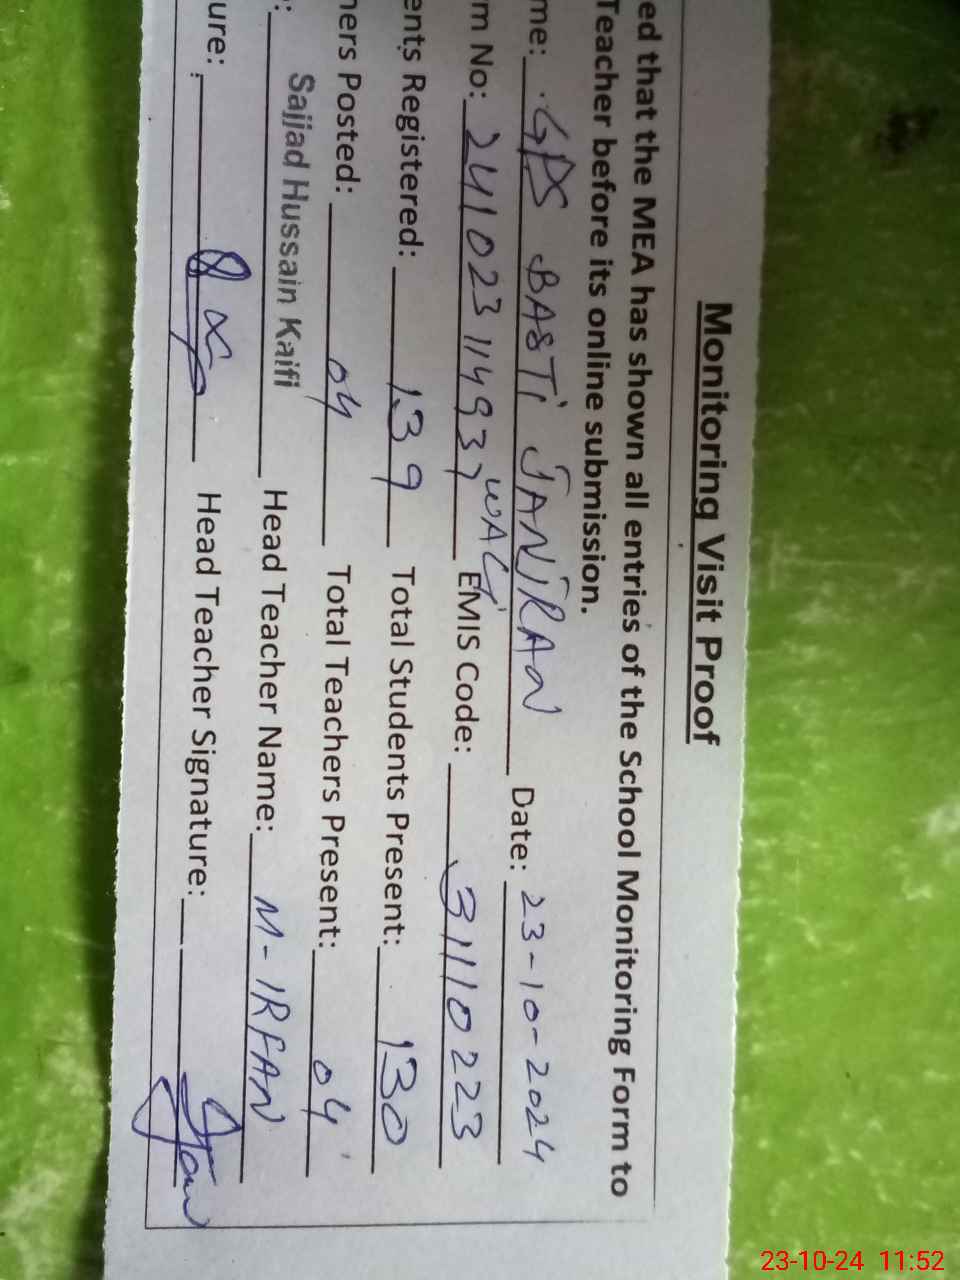 Monitoring Visit Proof
ed that the MEA has shown all entries of the School Monitoring Form to
Teacher before its online submission.
me: GPS BASTI JANIRAN Date: 23-10-2024
WACI
m No: 241023114937 EMIS Code: 31110223
ents Registered: 139 Total Students Present: 130
hers Posted: 04 Total Teachers Present: 04
: Sajjad Hussain Kaifi Head Teacher Name: M-IRFAN
ure: Head Teacher Signature:
23-10-24 11:52